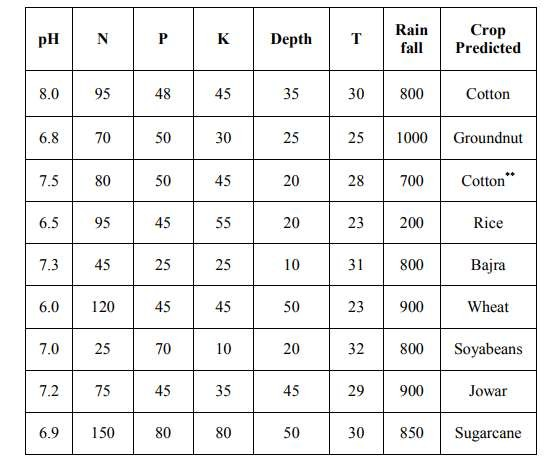 pH N P K Depth T Rain fall Crop Predicted
8.0 95 48 45 35 30 800 Cotton
6.8 70 50 30 25 25 1000 Groundnut
7.5 80 50 45 20 28 700 Cotton**
6.5 95 45 55 20 23 200 Rice
7.3 45 25 25 10 31 800 Bajra
6.0 120 45 45 50 23 900 Wheat
7.0 25 70 10 20 32 800 Soyabeans
7.2 75 45 35 45 29 900 Jowar
6.9 150 80 80 50 30 850 Sugarcane